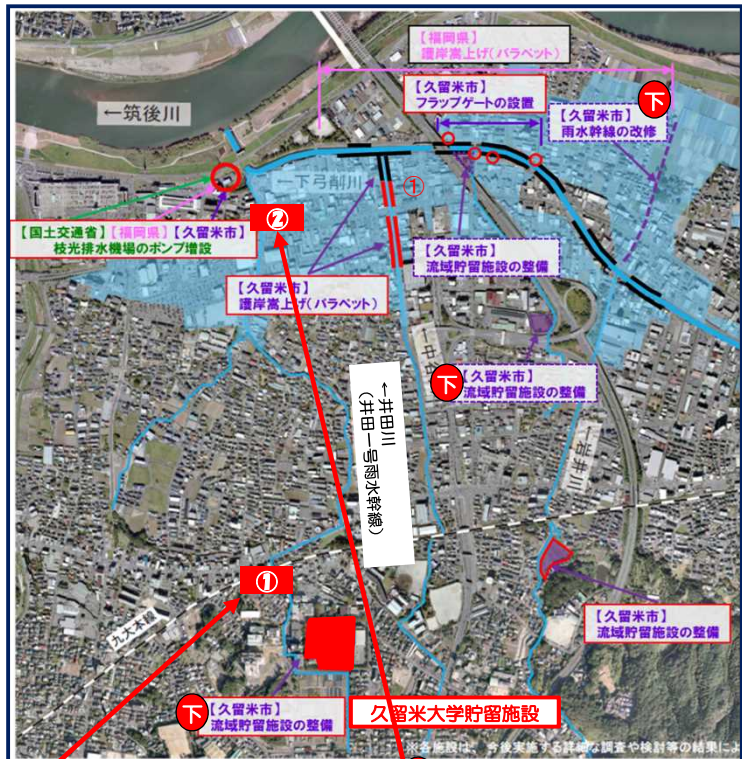 【福岡県】
護岸嵩上げ(パラペット)
【久留米市】
フラップゲートの設置
下
【久留米市】
雨水幹線の改修
←筑後川
←下弓削川
①
【国土交通省】【福岡県】【久留米市】
枝光排水機場のポンプ増設
②
【久留米市】
流域貯留施設の整備
【久留米市】
護岸嵩上げ(パラペット)
←中谷川
下
【久留米市】
流域貯留施設の整備
←井田川
(井田一号雨水幹線)
←岩井川
①
九大本線
【久留米市】
流域貯留施設の整備
下
【久留米市】
流域貯留施設の整備
久留米大学貯留施設
※各施設は、今後実施する詳細な調査や検討等の結果によ